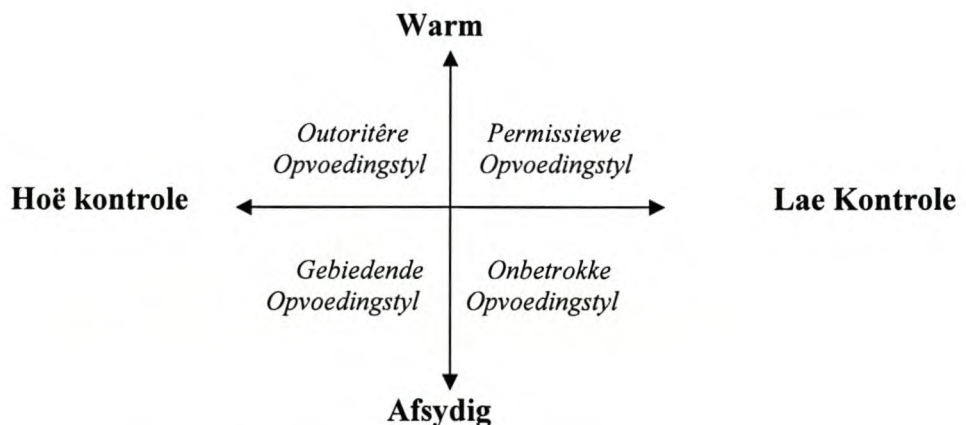 Warm
Outoritêre Permissiewe
Opvoedingstyl Opvoedingstyl
Hoë kontrole Lae Kontrole
Gebiedende Onbetrokke
Opvoedingstyl Opvoedingstyl
Afsydig